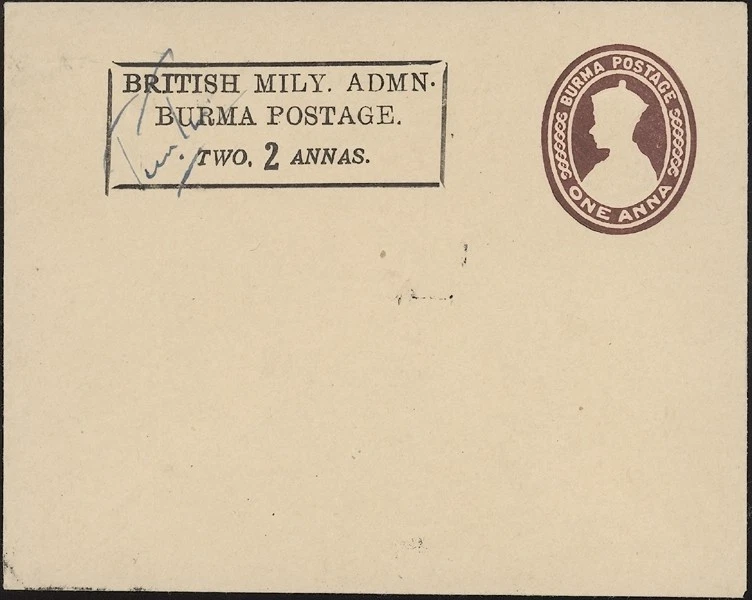 BRITISH MILY. ADMN.
BURMA POSTAGE.
TWO. 2 ANNAS.
BURMA POSTAGE
ONE ANNA